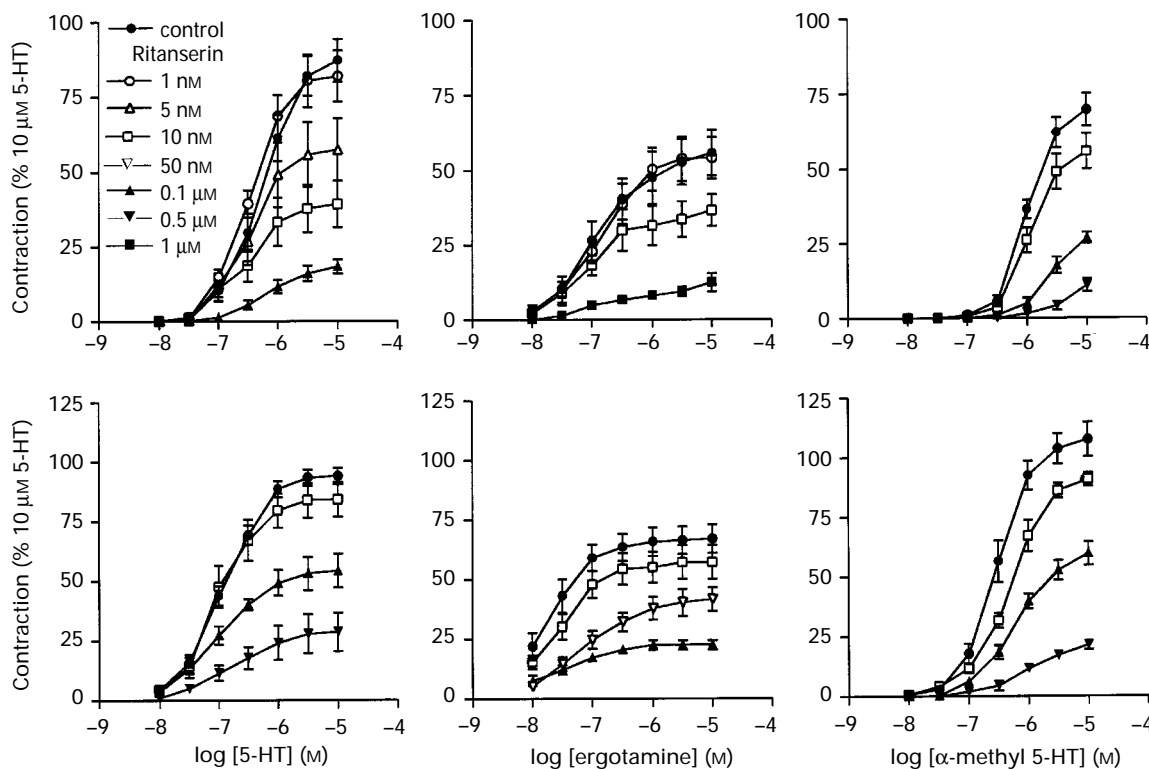 Contraction (% 10 µM 5-HT)
100
75
50
25
0
control
Ritanserin
1 nM
5 nM
10 nM
50 nM
0.1 µM
0.5 µM
1 µM
−9 −8 −7 −6 −5 −4
100
75
50
25
0
−9 −8 −7 −6 −5 −4
100
75
50
25
0
−9 −8 −7 −6 −5 −4
Contraction (% 10 µM 5-HT)
125
100
75
50
25
0
−9 −8 −7 −6 −5 −4
log [5-HT] (M)
125
100
75
50
25
0
−9 −8 −7 −6 −5 −4
log [ergotamine] (M)
125
100
75
50
25
0
−9 −8 −7 −6 −5 −4
log [α-methyl 5-HT] (M)